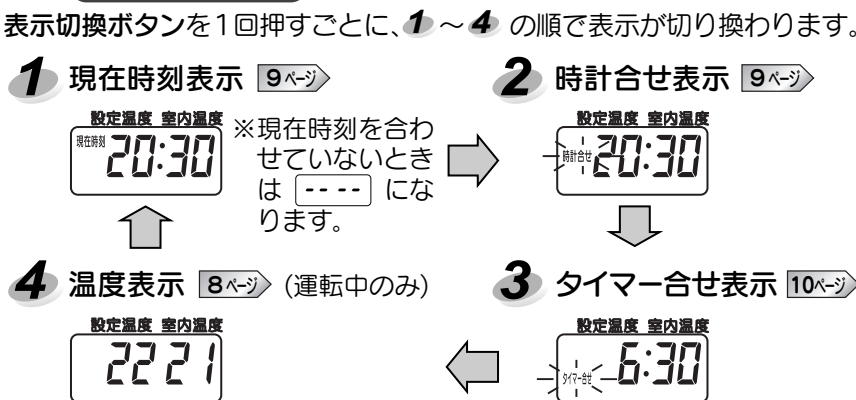 表示切換ボタンを1回押すごとに、1～4 の順で表示が切り換わります。
1 現在時刻表示 9ページ
設定温度 室内温度
現在時刻 20:30
※現在時刻を合わ
せていないとき
は -- -- にな
ります。
2 時計合せ表示 9ページ
設定温度 室内温度
時計合せ 20:30
4 温度表示 8ページ (運転中のみ)
設定温度 室内温度
22 21
3 タイマー合せ表示 10ページ
設定温度 室内温度
タイマー合せ 6:30